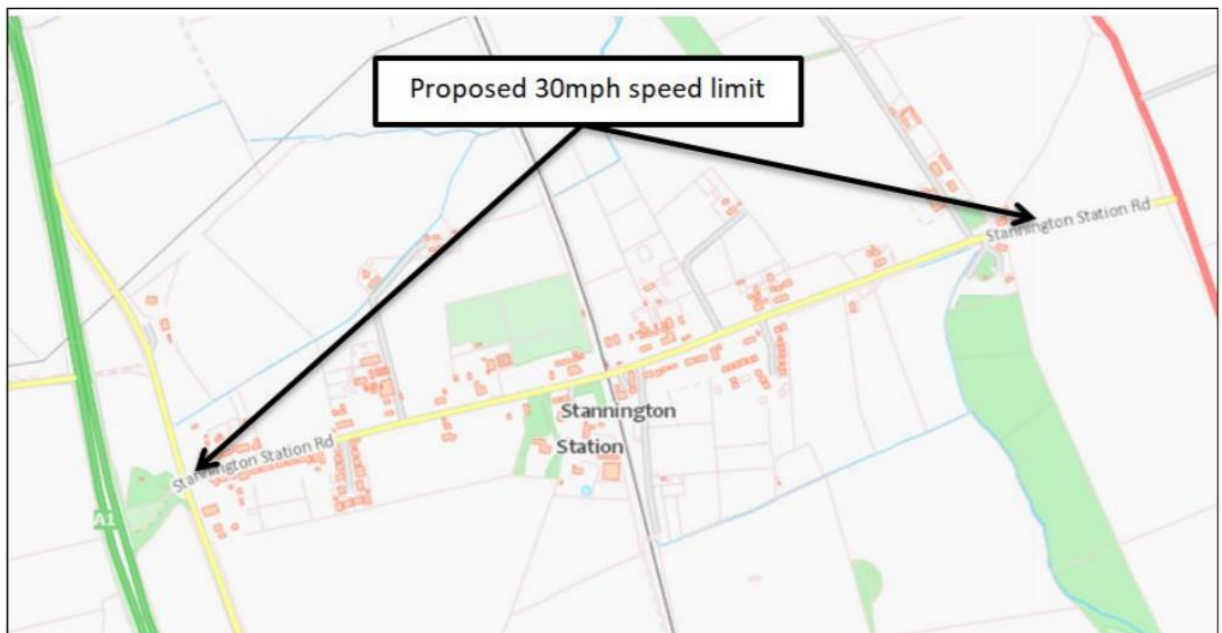 Proposed 30mph speed limit
Stannington Station Rd
Stannington
Station
Stannington Station Rd
A1